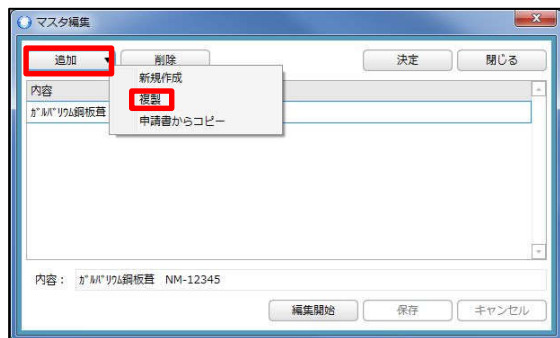 マスタ編集
追加 ▼ 削除 決定 閉じる
新規作成
内容
複製
ｶﾞﾙﾊﾞﾘｳﾑ鋼板葺
申請書からコピー
内容： ｶﾞﾙﾊﾞﾘｳﾑ鋼板葺 NM-12345
編集開始 保存 キャンセル